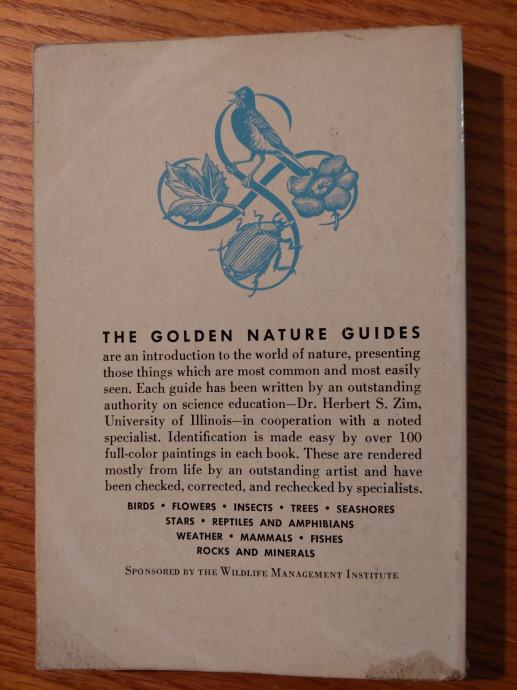 THE GOLDEN NATURE GUIDES
are an introduction to the world of nature, presenting
those things which are most common and most easily
seen. Each guide has been written by an outstanding
authority on science education—Dr. Herbert S. Zim,
University of Illinois—in cooperation with a noted
specialist. Identification is made easy by over 100
full-color paintings in each book. These are rendered
mostly from life by an outstanding artist and have
been checked, corrected, and rechecked by specialists.
BIRDS • FLOWERS • INSECTS • TREES • SEASHORES
STARS • REPTILES AND AMPHIBIANS
WEATHER • MAMMALS • FISHES
ROCKS AND MINERALS
SPONSORED BY THE WILDLIFE MANAGEMENT INSTITUTE